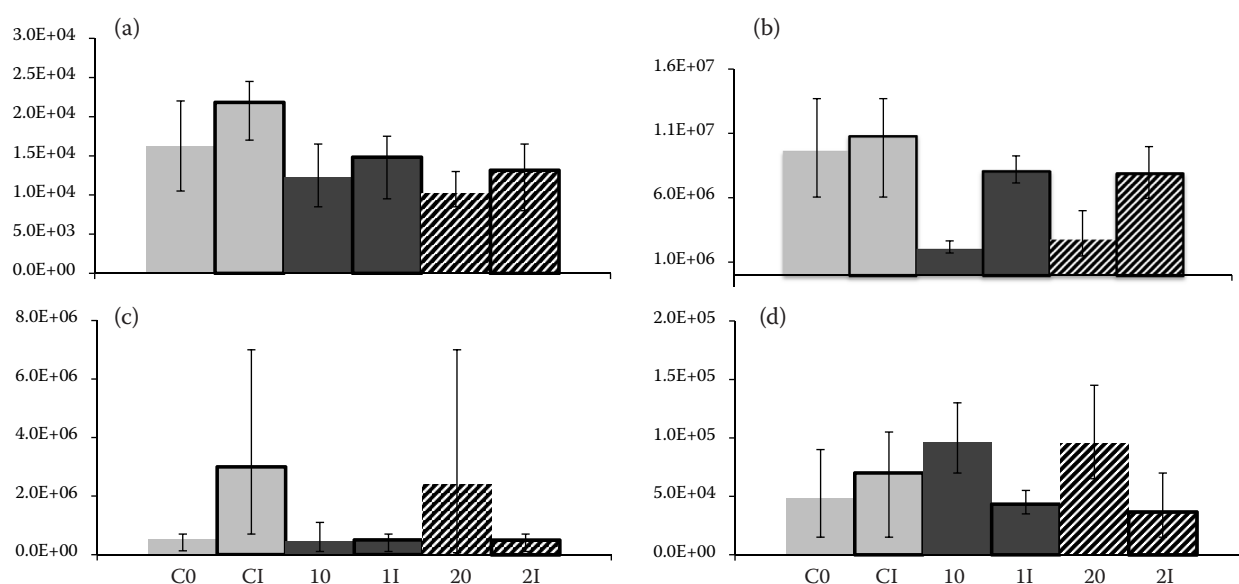 (a)
3.0E+04
2.5E+04
2.0E+04
1.5E+04
1.0E+04
5.0E+03
0.0E+00
(b)
1.6E+07
1.1E+07
6.0E+06
1.0E+06
(c)
8.0E+06
6.0E+06
4.0E+06
2.0E+06
0.0E+00
C0 CI 10 1I 20 2I
(d)
2.0E+05
1.5E+05
1.0E+05
5.0E+04
0.0E+00
C0 CI 10 1I 20 2I